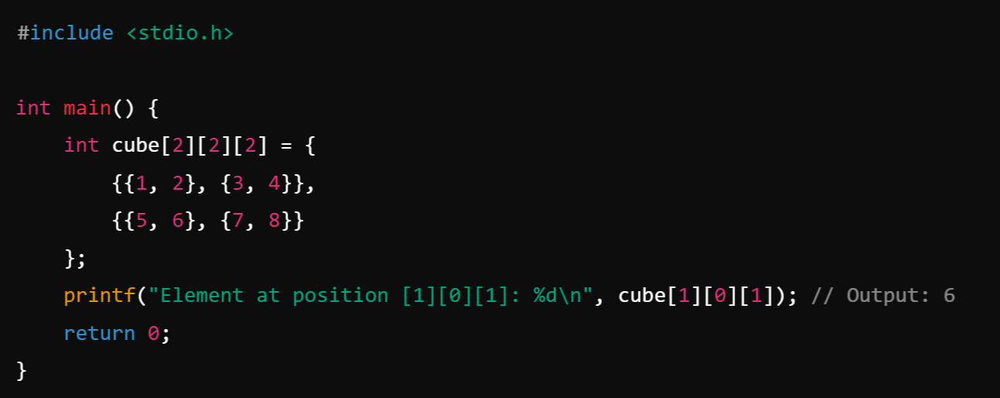 #include <stdio.h>

int main() {
    int cube[2][2][2] = {
        {{1, 2}, {3, 4}},
        {{5, 6}, {7, 8}}
    };
    printf("Element at position [1][0][1]: %d\n", cube[1][0][1]); // Output: 6
    return 0;
}